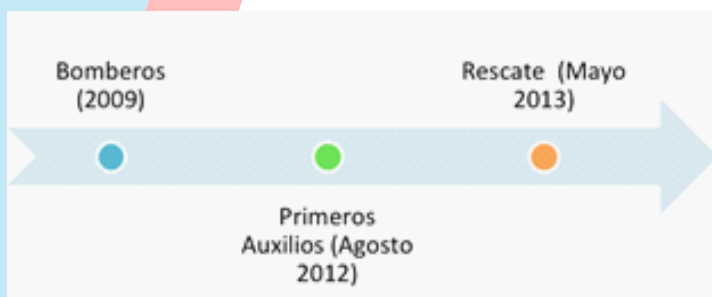 Bomberos
(2009)
Primeros
Auxilios (Agosto
2012)
Rescate (Mayo
2013)